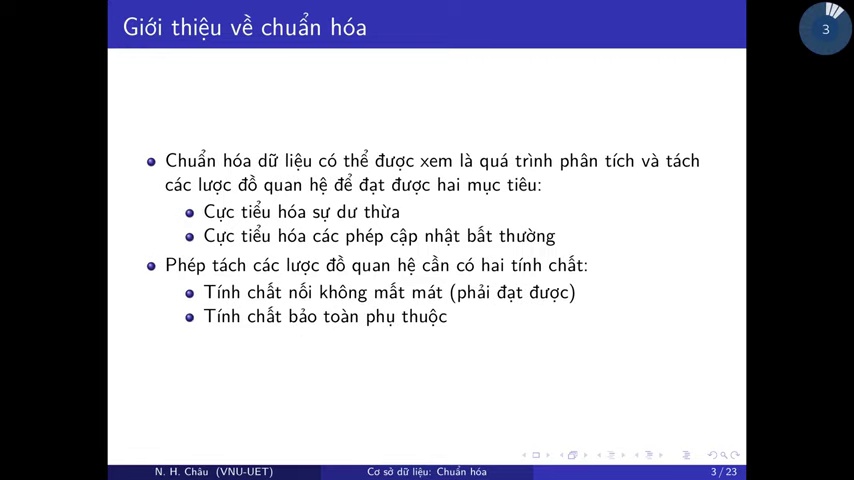 Giới thiệu về chuẩn hóa
3
Chuẩn hóa dữ liệu có thể được xem là quá trình phân tích và tách
các lược đồ quan hệ để đạt được hai mục tiêu:
Cực tiểu hóa sự dư thừa
Cực tiểu hóa các phép cập nhật bất thường
Phép tách các lược đồ quan hệ cần có hai tính chất:
Tính chất nối không mất mát (phải đạt được)
Tính chất bảo toàn phụ thuộc
N. H. Châu (VNU-UET) Cơ sở dữ liệu: Chuẩn hóa 3 / 23